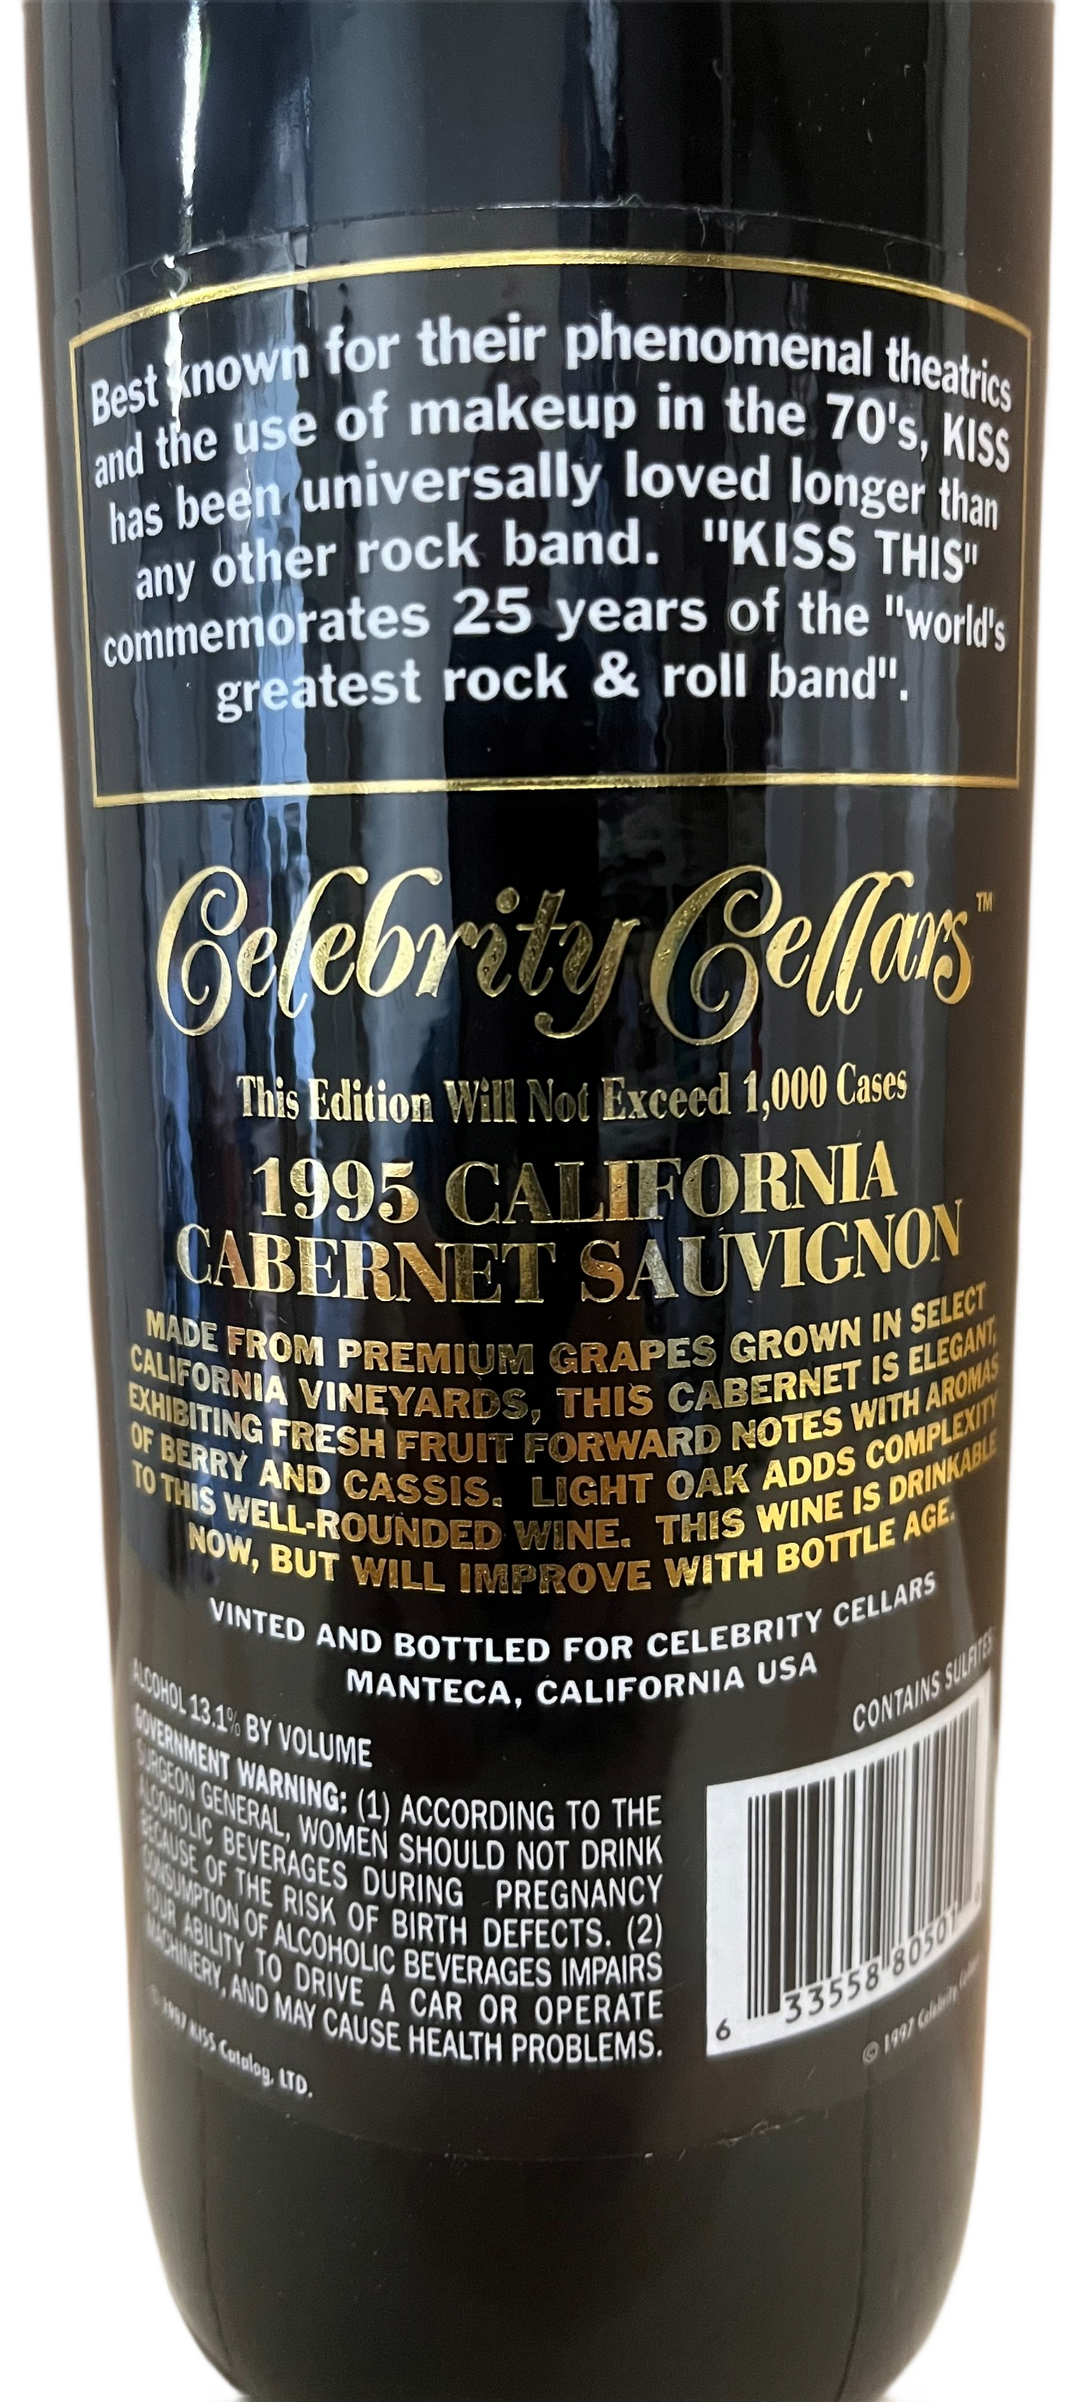 Best known for their phenomenal theatrics
and the use of makeup in the 70's, KISS
has been universally loved longer than
any other rock band. "KISS THIS"
commemorates 25 years of the "world's
greatest rock & roll band".
Celebrity Cellars™
This Edition Will Not Exceed 1,000 Cases
1995 CALIFORNIA
CABERNET SAUVIGNON
MADE FROM PREMIUM GRAPES GROWN IN SELECT
CALIFORNIA VINEYARDS, THIS CABERNET IS ELEGANT,
EXHIBITING FRESH FRUIT FORWARD NOTES WITH AROMAS
OF BERRY AND CASSIS. LIGHT OAK ADDS COMPLEXITY
TO THIS WELL-ROUNDED WINE. THIS WINE IS DRINKABLE
NOW, BUT WILL IMPROVE WITH BOTTLE AGE.
VINTED AND BOTTLED FOR CELEBRITY CELLARS
MANTECA, CALIFORNIA USA
ALCOHOL 13.1% BY VOLUME
CONTAINS SULFITES
GOVERNMENT WARNING: (1) ACCORDING TO THE
SURGEON GENERAL, WOMEN SHOULD NOT DRINK
ALCOHOLIC BEVERAGES DURING PREGNANCY
BECAUSE OF THE RISK OF BIRTH DEFECTS. (2)
CONSUMPTION OF ALCOHOLIC BEVERAGES IMPAIRS
YOUR ABILITY TO DRIVE A CAR OR OPERATE
MACHINERY, AND MAY CAUSE HEALTH PROBLEMS.
6 33558 80501
© 1997 KISS Catalog, LTD.
© 1997 Celebrity